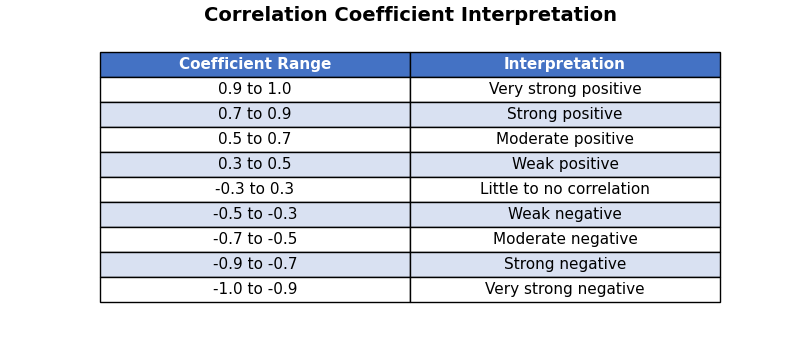 Correlation Coefficient Interpretation
Coefficient Range Interpretation
0.9 to 1.0 Very strong positive
0.7 to 0.9 Strong positive
0.5 to 0.7 Moderate positive
0.3 to 0.5 Weak positive
-0.3 to 0.3 Little to no correlation
-0.5 to -0.3 Weak negative
-0.7 to -0.5 Moderate negative
-0.9 to -0.7 Strong negative
-1.0 to -0.9 Very strong negative